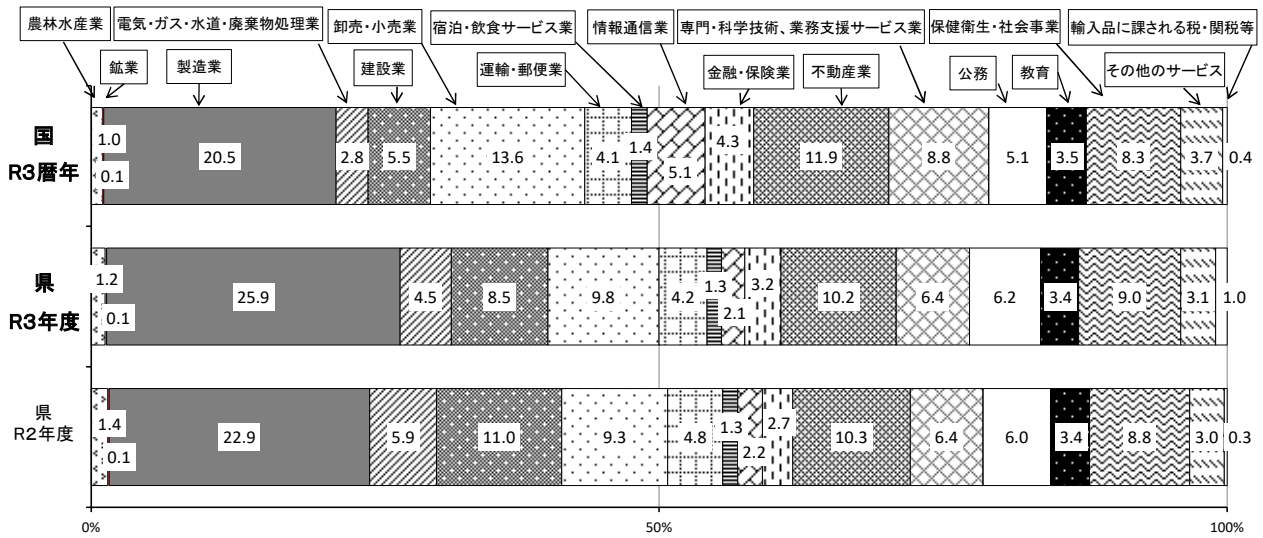 農林水産業 電気・ガス・水道・廃棄物処理業 卸売・小売業 宿泊・飲食サービス業 情報通信業 専門・科学技術、業務支援サービス業 保健衛生・社会事業 輸入品に課される税・関税等
鉱業 製造業 建設業 運輸・郵便業 金融・保険業 不動産業 公務 教育 その他のサービス
国
R3暦年
1.0 0.1 20.5 2.8 5.5 13.6 4.1 1.4 5.1 4.3 11.9 8.8 5.1 3.5 8.3 3.7 0.4
県
R3年度
1.2 0.1 25.9 4.5 8.5 9.8 4.2 1.3 2.1 3.2 10.2 6.4 6.2 3.4 9.0 3.1 1.0
県
R2年度
1.4 0.1 22.9 5.9 11.0 9.3 4.8 1.3 2.2 2.7 10.3 6.4 6.0 3.4 8.8 3.0 0.3
0% 50% 100%